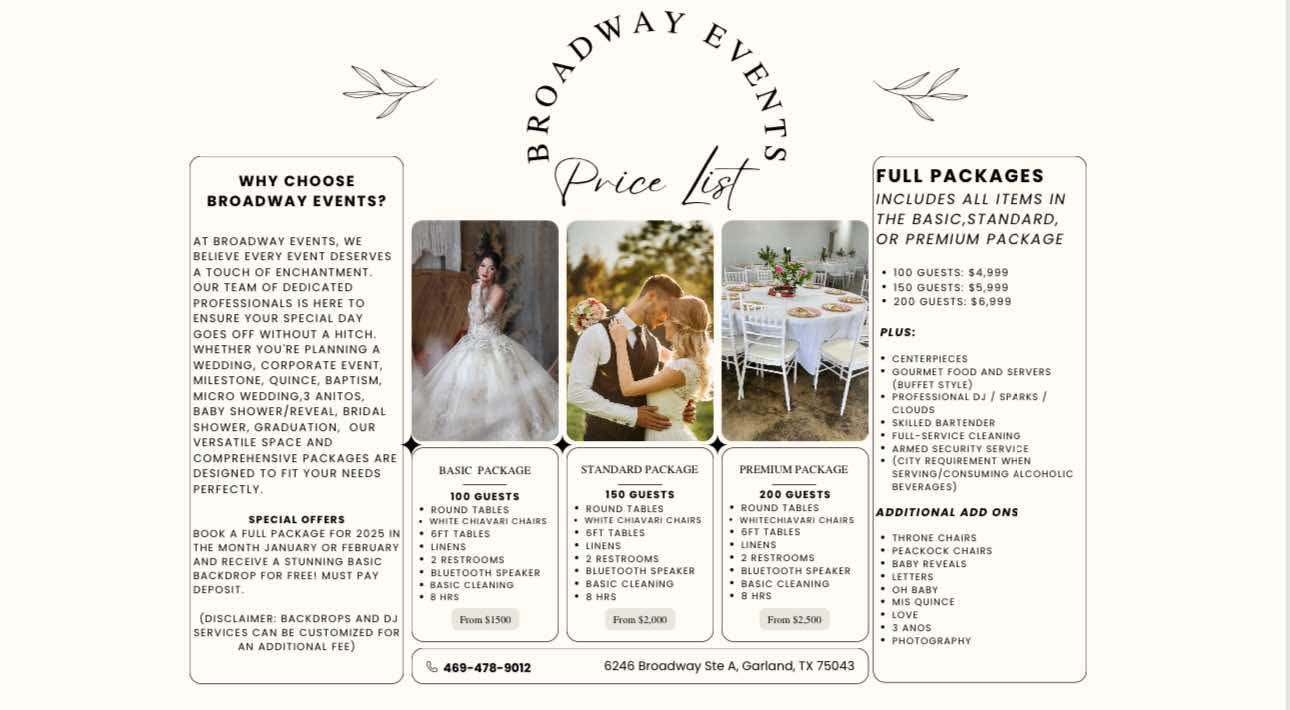 BROADWAY EVENTS
Price List
WHY CHOOSE
BROADWAY EVENTS?
AT BROADWAY EVENTS, WE
BELIEVE EVERY EVENT DESERVES
A TOUCH OF ENCHANTMENT.
OUR TEAM OF DEDICATED
PROFESSIONALS IS HERE TO
ENSURE YOUR SPECIAL DAY
GOES OFF WITHOUT A HITCH.
WHETHER YOU'RE PLANNING A
WEDDING, CORPORATE EVENT,
MILESTONE, QUINCE, BAPTISM,
MICRO WEDDING,3 ANITOS,
BABY SHOWER/REVEAL, BRIDAL
SHOWER, GRADUATION, OUR
VERSATILE SPACE AND
COMPREHENSIVE PACKAGES ARE
DESIGNED TO FIT YOUR NEEDS
PERFECTLY.
SPECIAL OFFERS
BOOK A FULL PACKAGE FOR 2025 IN
THE MONTH JANUARY OR FEBRUARY
AND RECEIVE A STUNNING BASIC
BACKDROP FOR FREE! MUST PAY
DEPOSIT.
(DISCLAIMER: BACKDROPS AND DJ
SERVICES CAN BE CUSTOMIZED FOR
AN ADDITIONAL FEE)
BASIC PACKAGE
100 GUESTS
• ROUND TABLES
• WHITE CHIAVARI CHAIRS
• 6FT TABLES
• LINENS
• 2 RESTROOMS
• BLUETOOTH SPEAKER
• BASIC CLEANING
• 8 HRS
From $1500
STANDARD PACKAGE
150 GUESTS
• ROUND TABLES
• WHITE CHIAVARI CHAIRS
• 6FT TABLES
• LINENS
• 2 RESTROOMS
• BLUETOOTH SPEAKER
• BASIC CLEANING
• 8 HRS
From $2,000
PREMIUM PACKAGE
200 GUESTS
• ROUND TABLES
• WHITECHIAVARI CHAIRS
• 6FT TABLES
LINENS
• 2 RESTROOMS
• BLUETOOTH SPEAKER
• BASIC CLEANING
• 8 HRS
From $2,500
469-478-9012
6246 Broadway Ste A, Garland, TX 75043
FULL PACKAGES
INCLUDES ALL ITEMS IN
THE BASIC,STANDARD,
OR PREMIUM PACKAGE
• 100 GUESTS: $4,999
• 150 GUESTS: $5,999
• 200 GUESTS: $6,999
PLUS:
• CENTERPIECES
• GOURMET FOOD AND SERVERS
(BUFFET STYLE)
• PROFESSIONAL DJ / SPARKS /
CLOUDS
• SKILLED BARTENDER
• FULL-SERVICE CLEANING
• ARMED SECURITY SERVICE
• (CITY REQUIREMENT WHEN
SERVING/CONSUMING ALCOHOLIC
BEVERAGES)
ADDITIONAL ADD ONS
• THRONE CHAIRS
• PEACKOCK CHAIRS
• BABY REVEALS
• LETTERS
• OH BABY
• MIS QUINCE
• LOVE
• 3 ANOS
• PHOTOGRAPHY